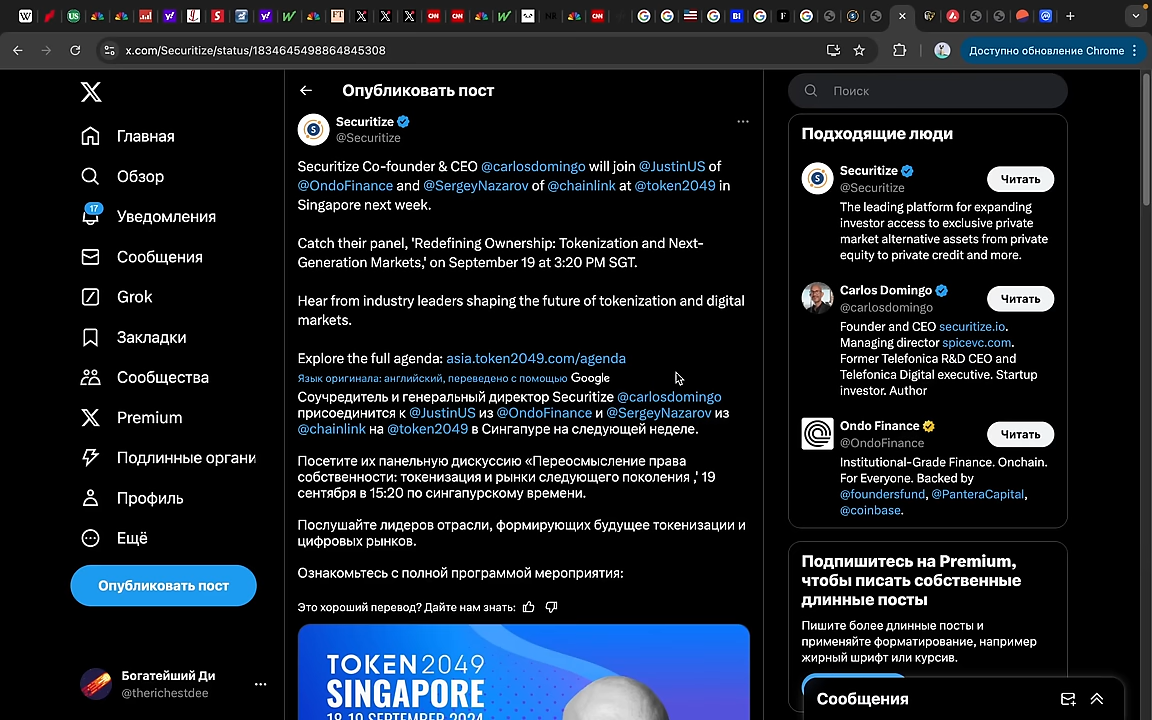 x.com/Securitize/status/1834645498864845308
Доступно обновление Chrome
Главная
Обзор
17
Уведомления
Сообщения
Grok
Закладки
Сообщества
Premium
Подлинные органи
Профиль
Ещё
Опубликовать пост
Богатейший Ди
@therichestdee
Опубликовать пост
Securitize
@Securitize
Securitize Co-founder & CEO @carlosdomingo will join @JustinUS of
@OndoFinance and @SergeyNazarov of @chainlink at @token2049 in
Singapore next week.
Catch their panel, 'Redefining Ownership: Tokenization and Next-
Generation Markets,' on September 19 at 3:20 PM SGT.
Hear from industry leaders shaping the future of tokenization and digital
markets.
Explore the full agenda: asia.token2049.com/agenda
Язык оригинала: английский, переведено с помощью Google
Соучредитель и генеральный директор Securitize @carlosdomingo
присоединится к @JustinUS из @OndoFinance и @SergeyNazarov из
@chainlink на @token2049 в Сингапуре на следующей неделе.
Посетите их панельную дискуссию «Переосмысление права
собственности: токенизация и рынки следующего поколения ,' 19
сентября в 15:20 по сингапурскому времени.
Послушайте лидеров отрасли, формирующих будущее токенизации и
цифровых рынков.
Ознакомьтесь с полной программой мероприятия:
Это хороший перевод? Дайте нам знать:
TOKEN2049
SINGAPORE
18-19 SEPTEMBER 2024
Поиск
Подходящие люди
Securitize
@Securitize
Читать
The leading platform for expanding
investor access to exclusive private
market alternative assets from private
equity to private credit and more.
Carlos Domingo
@carlosdomingo
Читать
Founder and CEO securitize.io.
Managing director spicevc.com.
Former Telefonica R&D CEO and
Telefonica Digital executive. Startup
investor. Author
Ondo Finance
@OndoFinance
Читать
Institutional-Grade Finance. Onchain.
For Everyone. Backed by
@foundersfund, @PanteraCapital,
@coinbase.
Подпишитесь на Premium,
чтобы писать собственные
длинные посты
Пишите более длинные посты и
применяйте форматирование, например
жирный шрифт или курсив.
Сообщения